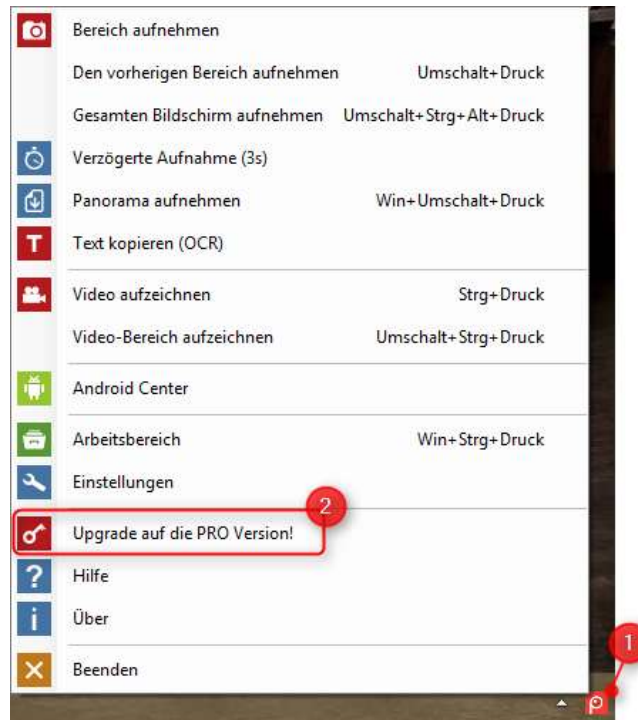 Bereich aufnehmen
Den vorherigen Bereich aufnehmen Umschalt+Druck
Gesamten Bildschirm aufnehmen Umschalt+Strg+Alt+Druck
Verzögerte Aufnahme (3s)
Panorama aufnehmen Win+Umschalt+Druck
T Text kopieren (OCR)
Video aufzeichnen Strg+Druck
Video-Bereich aufzeichnen Umschalt+Strg+Druck
Android Center
Arbeitsbereich Win+Strg+Druck
Einstellungen
2
Upgrade auf die PRO Version!
? Hilfe
i Über
1
Beenden